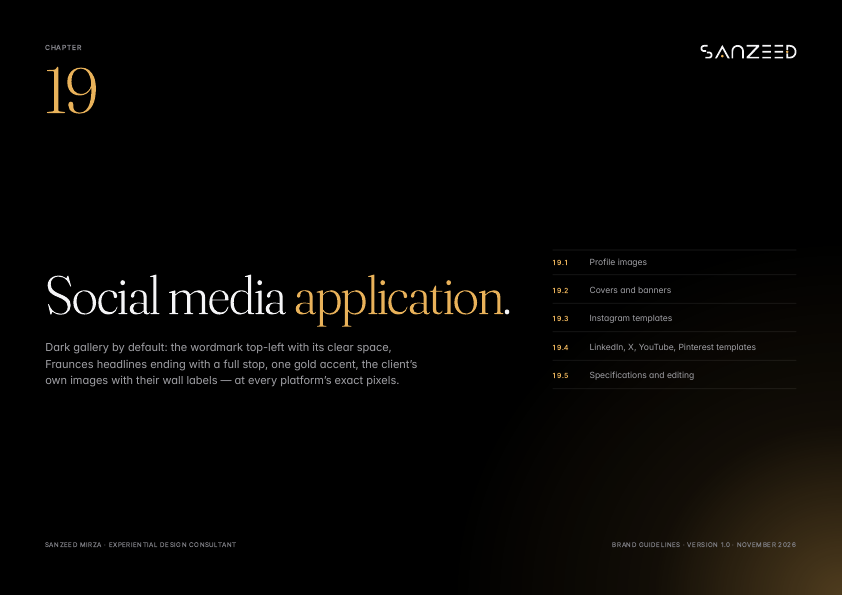 CHAPTER
19
SANZEED
Social media application.
Dark gallery by default: the wordmark top-left with its clear space,
Fraunces headlines ending with a full stop, one gold accent, the client’s
own images with their wall labels — at every platform’s exact pixels.
19.1 Profile images
19.2 Covers and banners
19.3 Instagram templates
19.4 LinkedIn, X, YouTube, Pinterest templates
19.5 Specifications and editing
SANZEED MIRZA · EXPERIENTIAL DESIGN CONSULTANT
BRAND GUIDELINES · VERSION 1.0 · NOVEMBER 2026